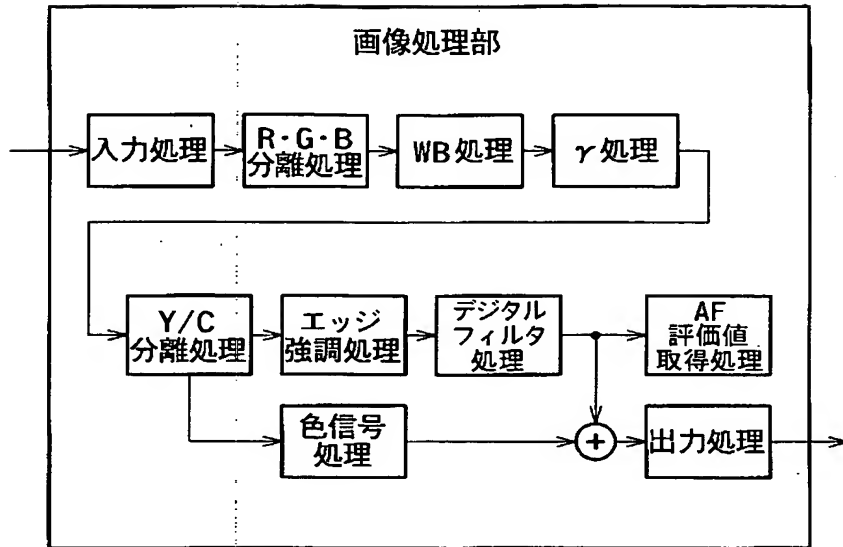 画像処理部
入力処理
R・G・B
分離処理
WB処理
γ処理
Y/C
分離処理
エッジ
強調処理
デジタル
フィルタ
処理
AF
評価値
取得処理
色信号
処理
+
出力処理